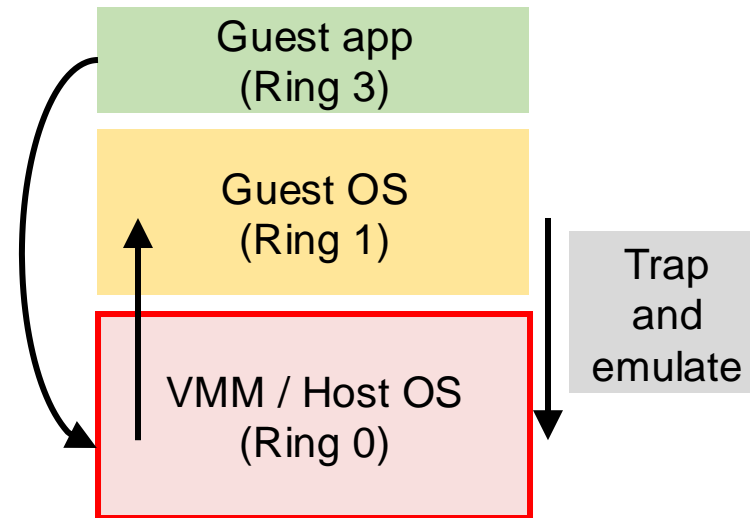 Guest app
(Ring 3)
Guest OS
(Ring 1)
Trap
and
emulate
VMM / Host OS
(Ring 0)